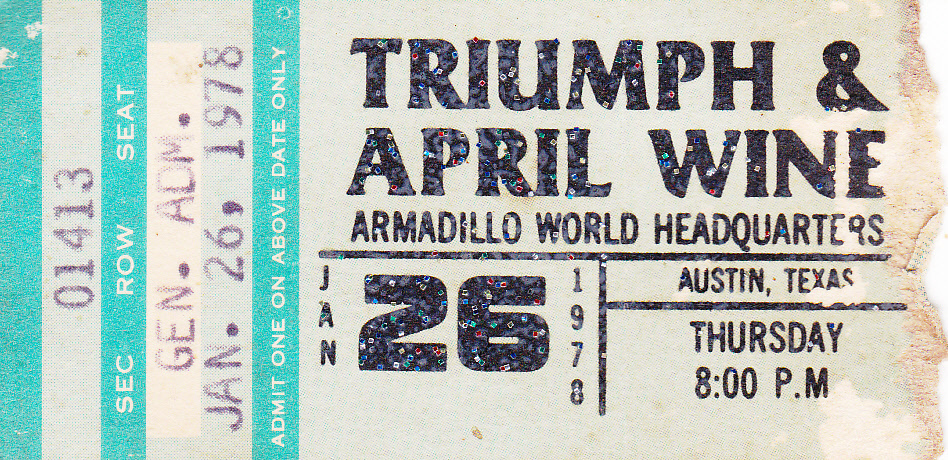 01413
SEC ROW SEAT
GEN. ADM.
JAN. 26, 1978
ADMIT ONE ON ABOVE DATE ONLY
TRIUMPH &
APRIL WINE
ARMADILLO WORLD HEADQUARTERS
JAN 26 1978
AUSTIN, TEXAS
THURSDAY
8:00 P.M